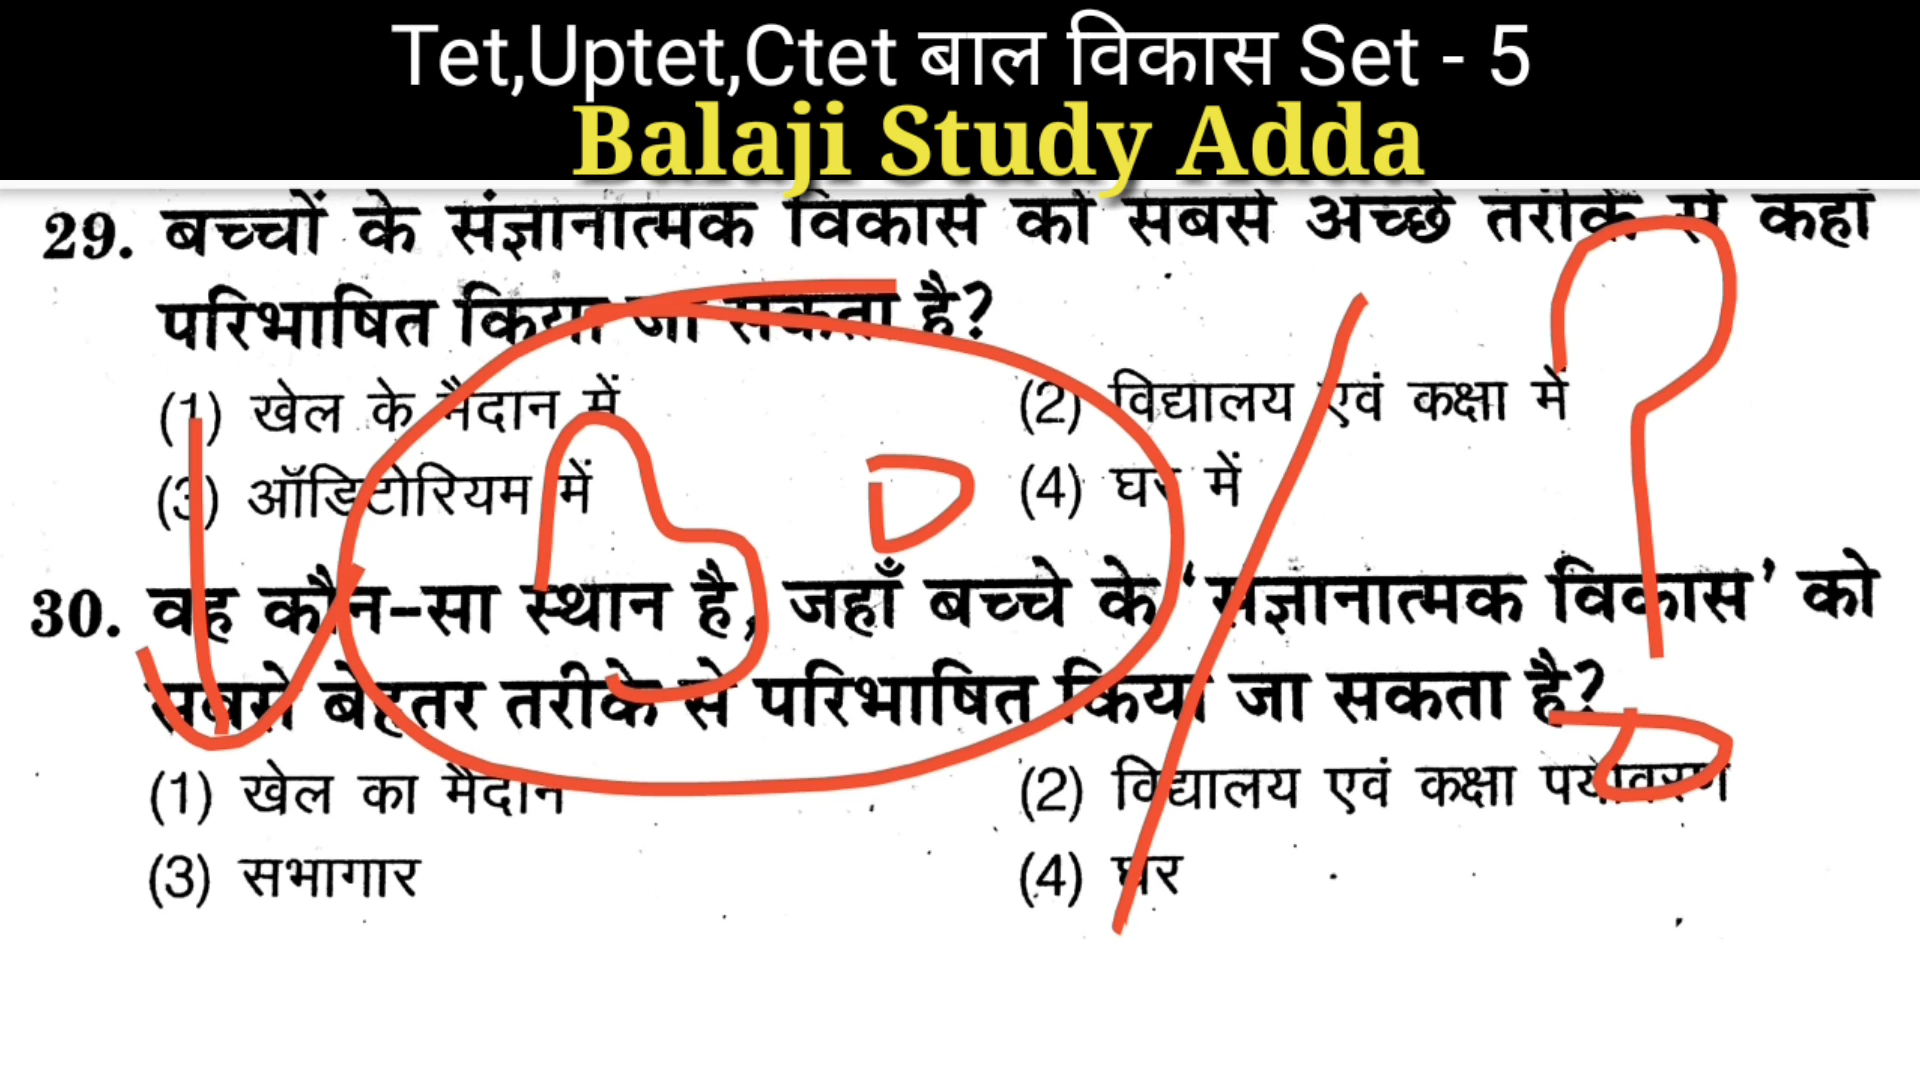 Tet,Uptet,Ctet बाल विकास Set - 5
Balaji Study Adda
29. बच्चों के संज्ञानात्मक विकास को सबसे अच्छे तरीके से कहाँ
परिभाषित किया जा सकता है?
(1) खेल के मैदान में (2) विद्यालय एवं कक्षा में
(3) ऑडिटोरियम में (4) घर में
30. वह कौन-सा स्थान है, जहाँ बच्चे के ‘संज्ञानात्मक विकास’ को
सबसे बेहतर तरीके से परिभाषित किया जा सकता है?
(1) खेल का मैदान (2) विद्यालय एवं कक्षा पर्यावरण
(3) सभागार (4) घर